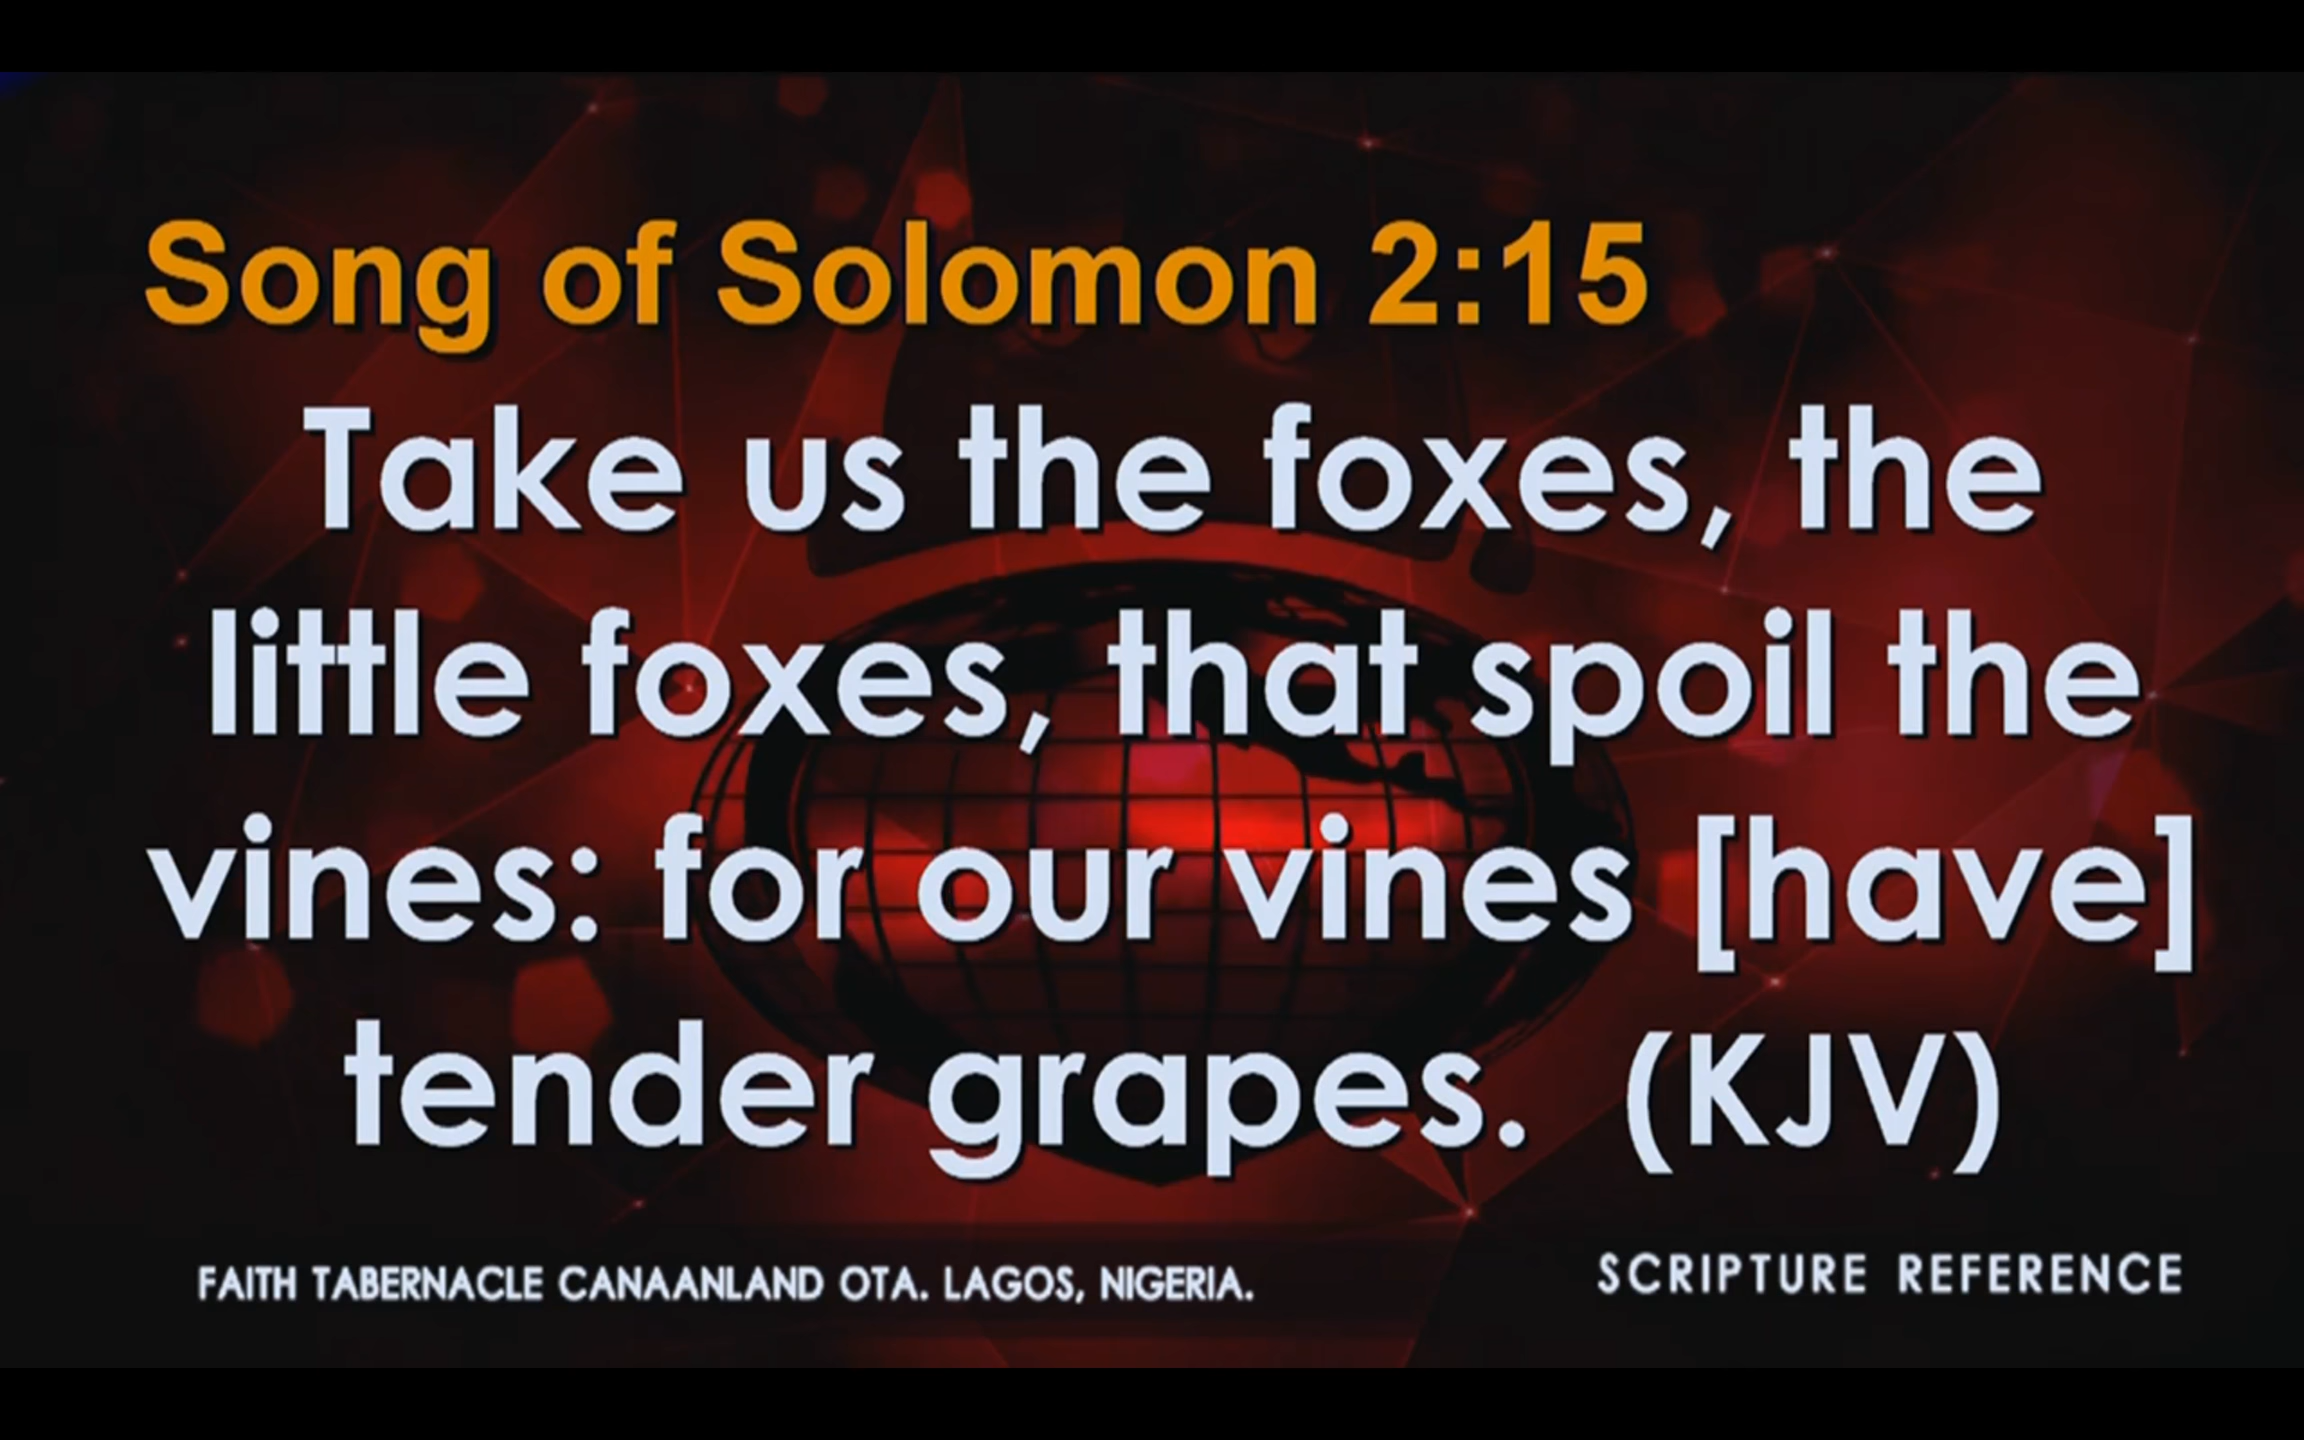 Song of Solomon 2:15
Take us the foxes, the
little foxes, that spoil the
vines: for our vines [have]
tender grapes.  (KJV)
FAITH TABERNACLE CANAANLAND OTA. LAGOS, NIGERIA.
SCRIPTURE REFERENCE